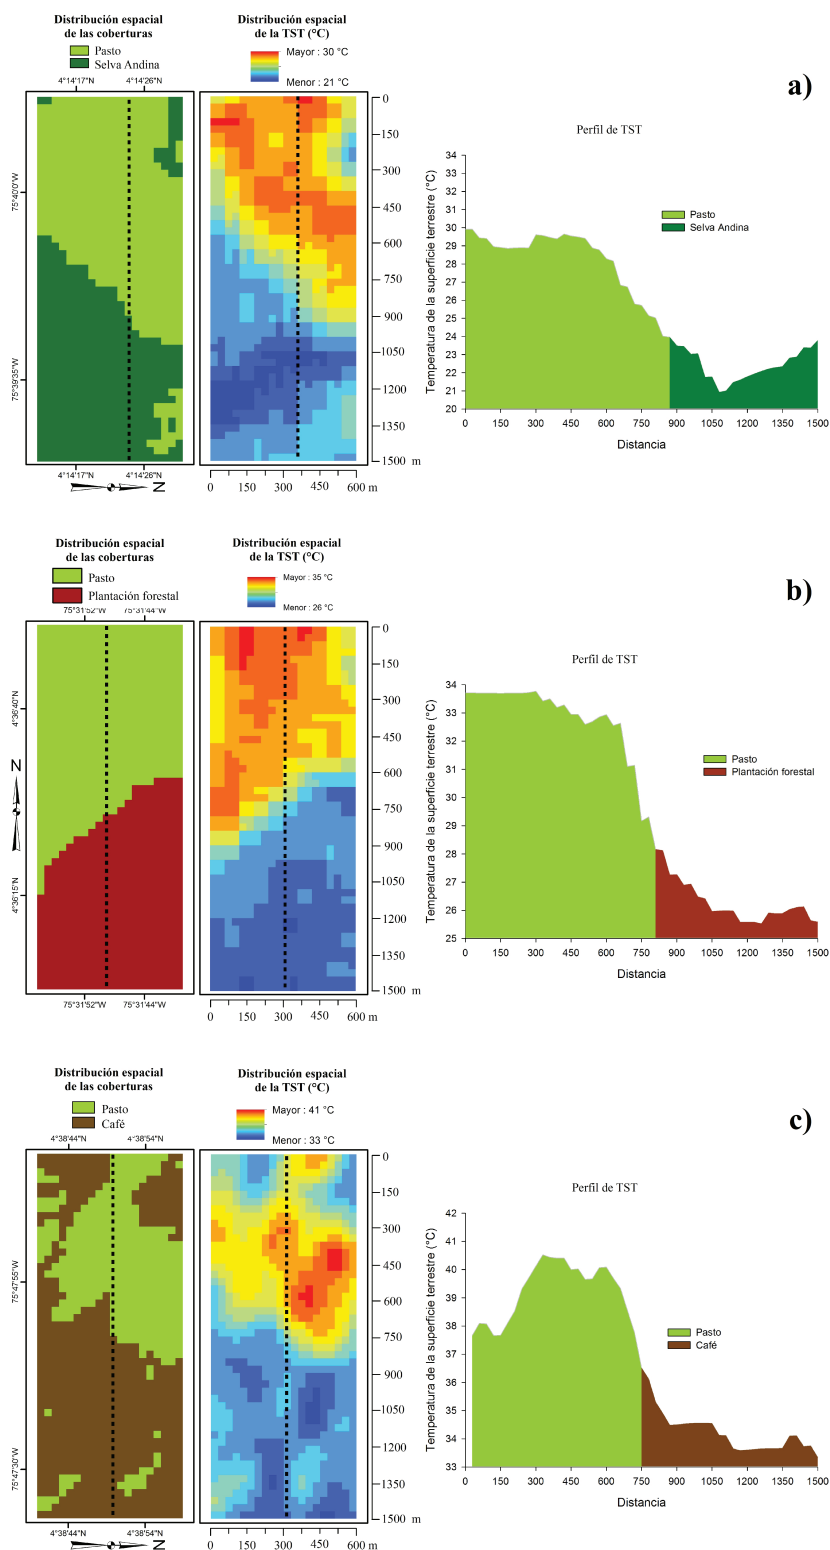 Distribución espacial
de las coberturas
Pasto
Selva Andina
4°14'17"N 4°14'26"N
75°40'0"W
75°39'35"W
4°14'17"N 4°14'26"N
N
Distribución espacial
de la TST (°C)
Mayor : 30 °C
Menor : 21 °C
0
150
300
450
600
750
900
1050
1200
1350
1500 m
0 150 300 450 600 m
a)
Perfil de TST
Temperatura de la superficie terrestre (°C)
34
33
32
31
30
29
28
27
26
25
24
23
22
21
20
Pasto
Selva Andina
0 150 300 450 600 750 900 1050 1200 1350 1500
Distancia
Distribución espacial
de las coberturas
Pasto
Plantación forestal
75°31'52"W 75°31'44"W
4°36'40"N
4°36'15"N
N
75°31'52"W 75°31'44"W
Distribución espacial
de la TST (°C)
Mayor : 35 °C
Menor : 26 °C
0
150
300
450
600
750
900
1050
1200
1350
1500 m
0 150 300 450 600 m
b)
Perfil de TST
Temperatura de la superficie terrestre (°C)
34
33
32
31
30
29
28
27
26
25
Pasto
Plantación forestal
0 150 300 450 600 750 900 1050 1200 1350 1500
Distancia
Distribución espacial
de las coberturas
Pasto
Café
4°38'44"N 4°38'54"N
75°47'55"W
75°47'30"W
4°38'44"N 4°38'54"N
N
Distribución espacial
de la TST (°C)
Mayor : 41 °C
Menor : 33 °C
0
150
300
450
600
750
900
1050
1200
1350
1500 m
0 150 300 450 600 m
c)
Perfil de TST
Temperatura de la superficie terrestre (°C)
42
41
40
39
38
37
36
35
34
33
Pasto
Café
0 150 300 450 600 750 900 1050 1200 1350 1500
Distancia